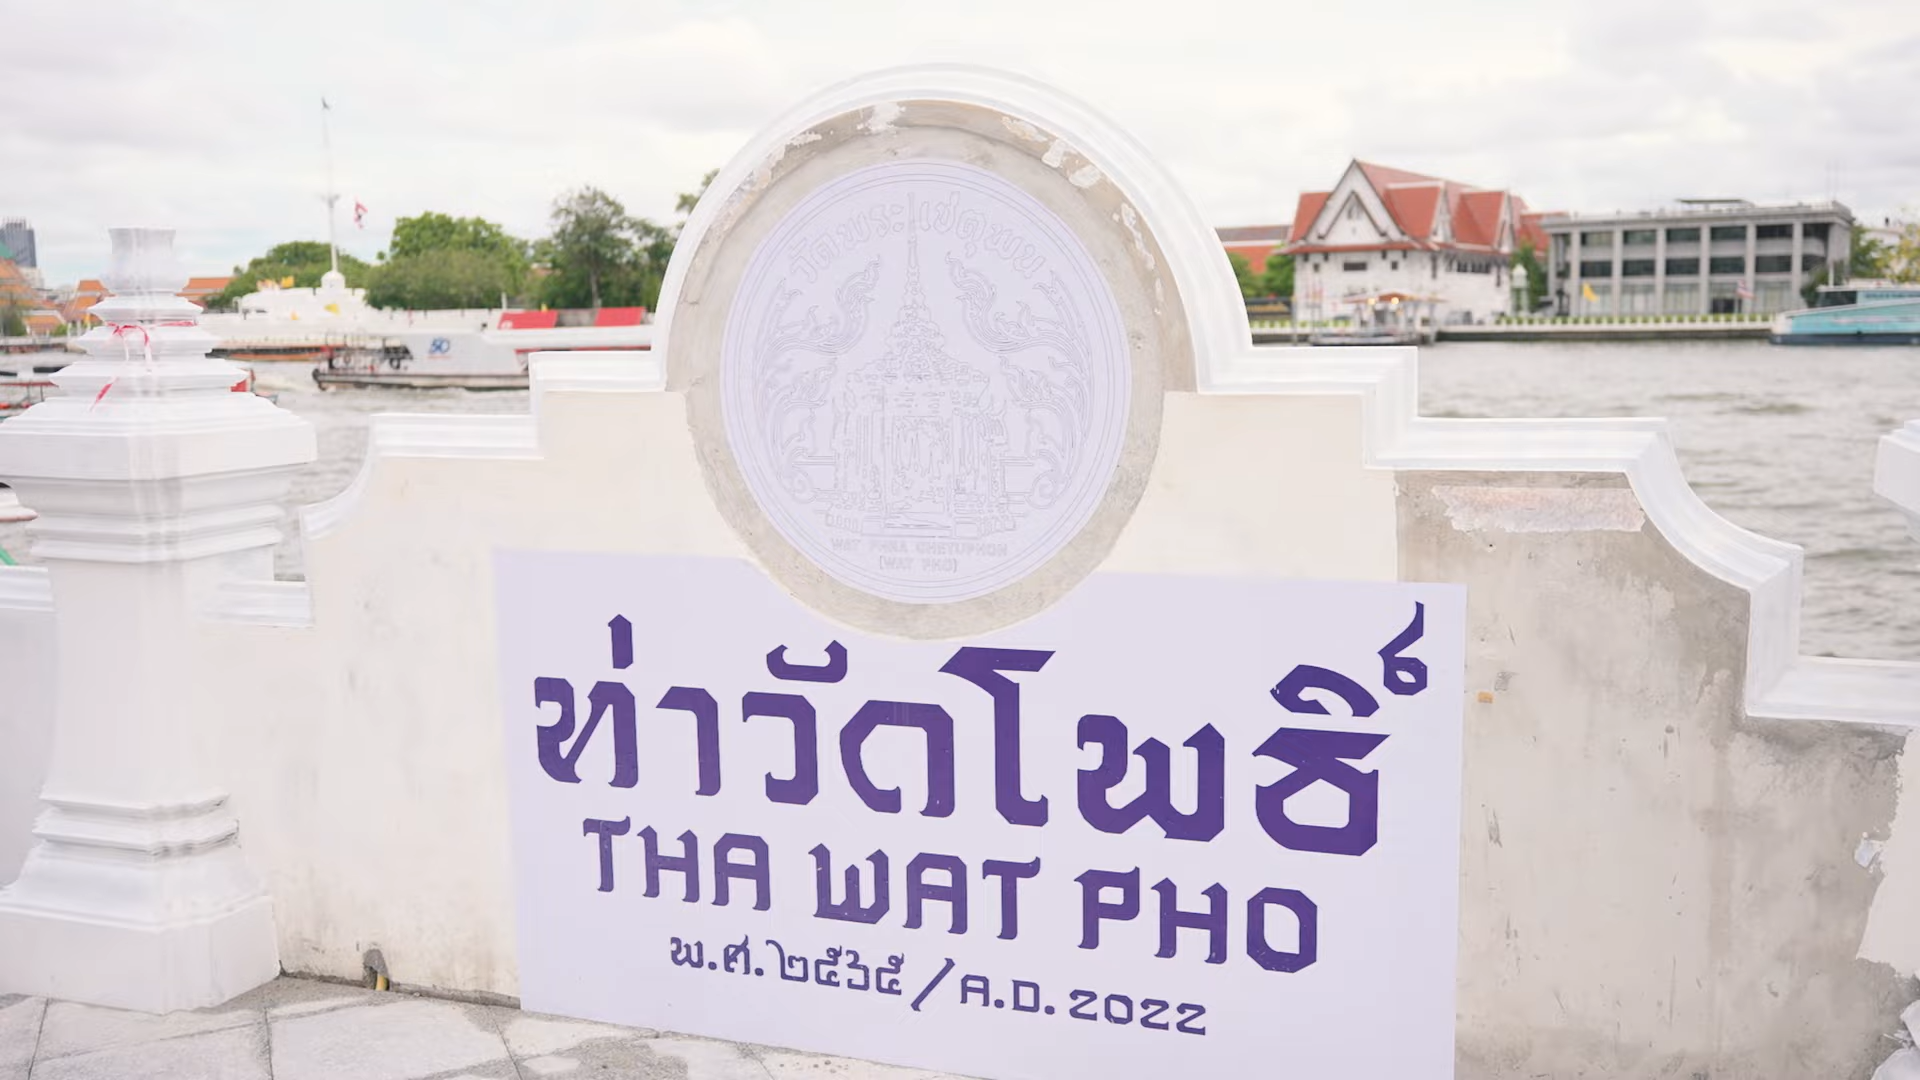 วัดพระเชตุพน
WAT PHRA CHETUPHON
(WAT PHO)
ท่าวัดโพธิ์
THA WAT PHO
พ.ศ.๒๕๖๕/A.D.2022
50